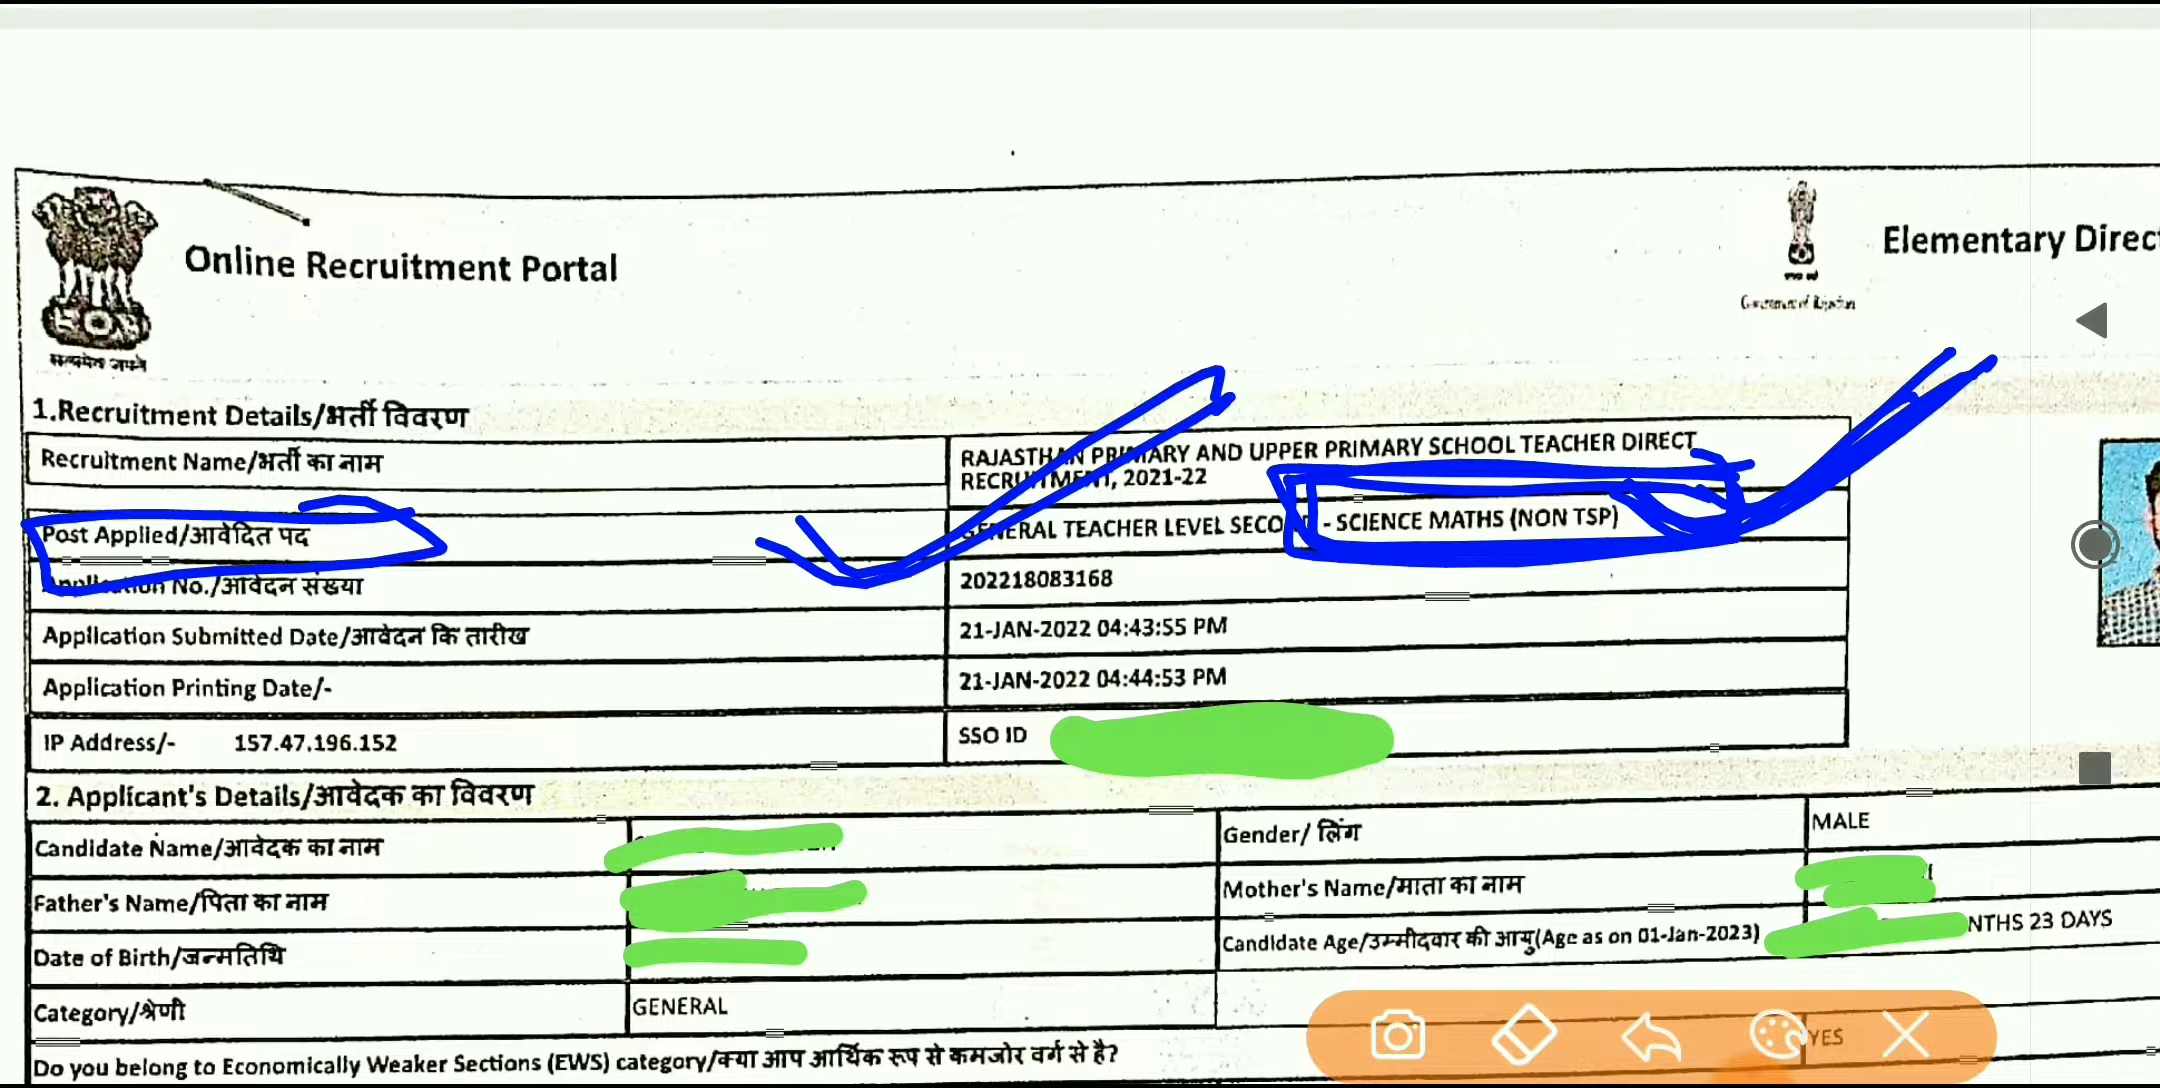 Online Recruitment Portal
सत्यमेव जयते
Government of Rajasthan
Elementary Direc
1.Recruitment Details/भर्ती विवरण
Recruitment Name/भर्ती का नाम
RAJASTHAN PRIMARY AND UPPER PRIMARY SCHOOL TEACHER DIRECT
RECRUITMENT, 2021-22
Post Applied/आवेदित पद
GENERAL TEACHER LEVEL SECOND - SCIENCE MATHS (NON TSP)
Application No./आवेदन संख्या
202218083168
Application Submitted Date/आवेदन कि तारीख
21-JAN-2022 04:43:55 PM
Application Printing Date/-
21-JAN-2022 04:44:53 PM
IP Address/- 157.47.196.152
SSO ID
2. Applicant's Details/आवेदक का विवरण
Candidate Name/आवेदक का नाम
Gender/ लिंग
MALE
Father's Name/पिता का नाम
Mother's Name/माता का नाम
Date of Birth/जन्मतिथि
Candidate Age/उम्मीदवार की आयु(Age as on 01-Jan-2023)
NTHS 23 DAYS
Category/श्रेणी
GENERAL
Do you belong to Economically Weaker Sections (EWS) category/क्या आप आर्थिक रूप से कमजोर वर्ग से है?
YES